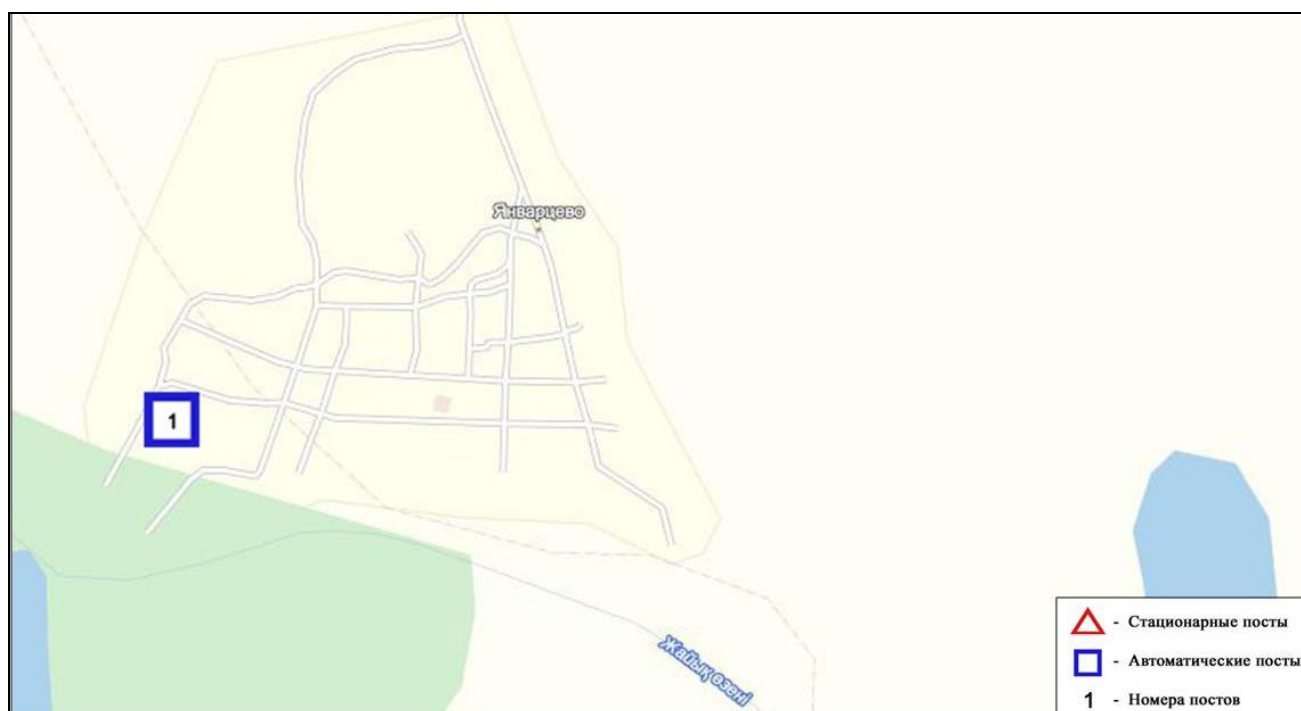 Январцево
1
Жайық өзені
- Стационарные посты
- Автоматические посты
1 - Номера постов